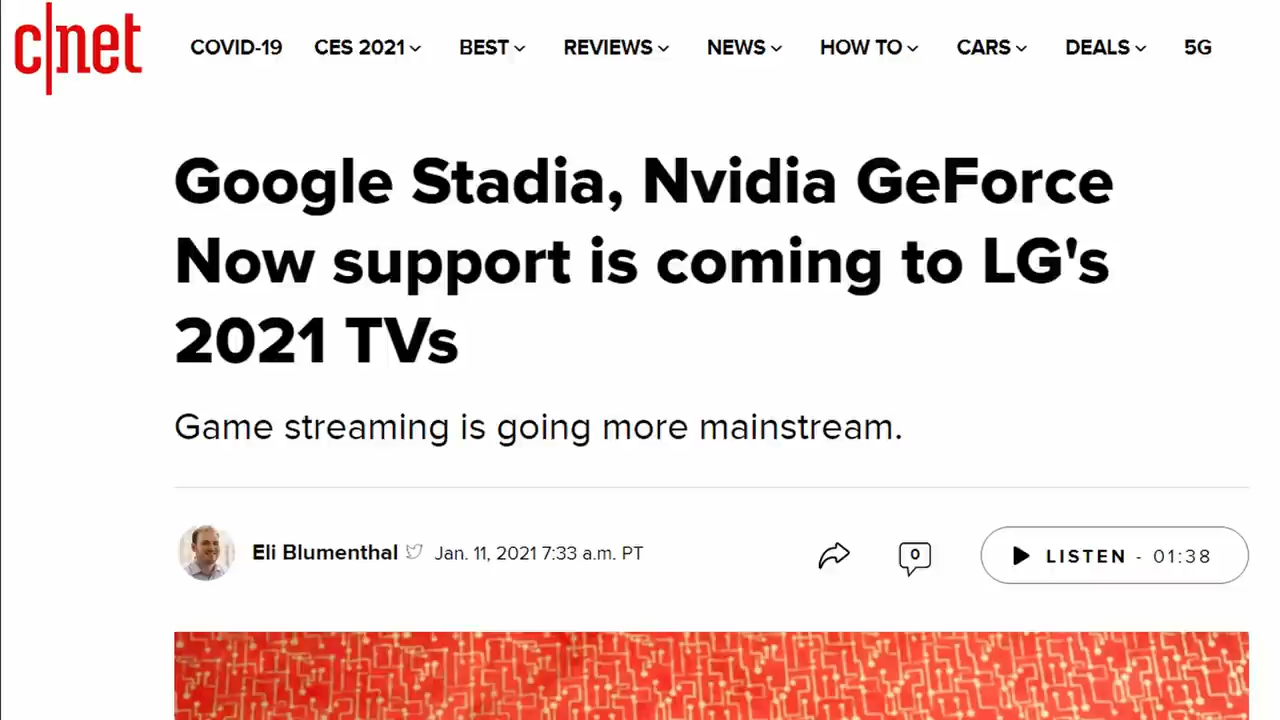 c|net
COVID-19 CES 2021 BEST REVIEWS NEWS HOW TO CARS DEALS 5G
Google Stadia, Nvidia GeForce
Now support is coming to LG's
2021 TVs
Game streaming is going more mainstream.
Eli Blumenthal Jan. 11, 2021 7:33 a.m. PT 0 LISTEN - 01:38